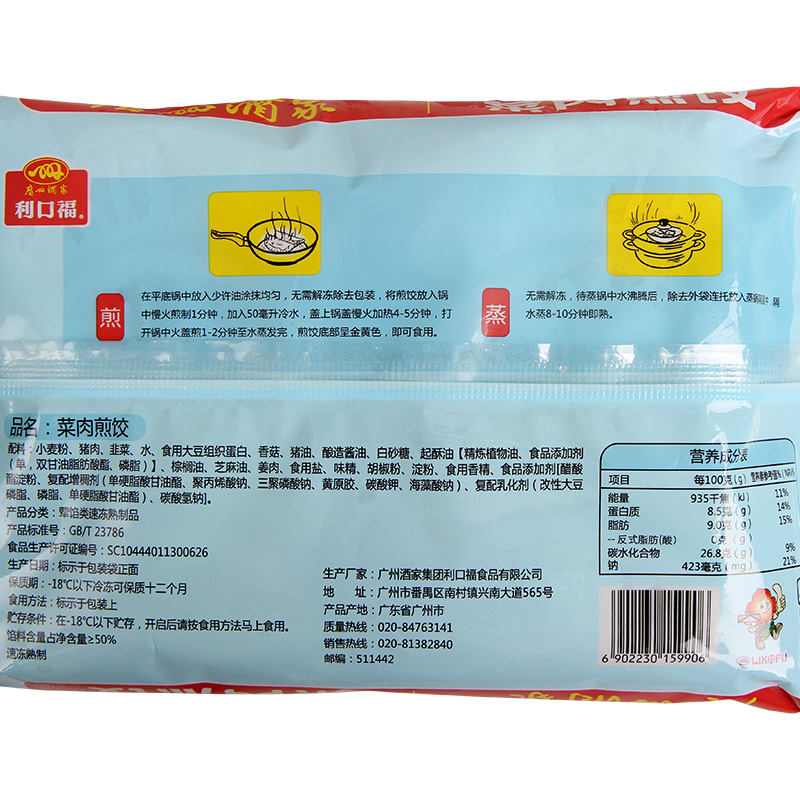 酒家
广州酒家
利口福®
煎
在平底锅中放入少许油涂抹均匀，无需解冻除去包装，将煎饺放入锅
中慢火煎制1分钟，加入50毫升冷水，盖上锅盖慢火加热4-5分钟，打
开锅中火盖煎1-2分钟至水蒸发完，煎饺底部呈金黄色，即可食用。
蒸
无需解冻，待蒸锅中水沸腾后，除去外袋连托放入蒸锅中，隔
水蒸8-10分钟即熟。
品名：菜肉煎饺
配料：小麦粉、猪肉、韭菜、水、食用大豆组织蛋白、香菇、猪油、酿造酱油、白砂糖、起酥油【精炼植物油、食品添加剂
（单，双甘油脂肪酸酯、磷脂）】、棕榈油、芝麻油、姜肉、食用盐、味精、胡椒粉、淀粉、食用香精、食品添加剂[醋酸
酯淀粉、复配增稠剂（单硬脂酸甘油酯、聚丙烯酸钠、三聚磷酸钠、黄原胶、碳酸钾、海藻酸钠）、复配乳化剂（改性大豆
磷脂、磷脂、单硬脂酸甘油酯）、碳酸氢钠]。
产品分类：荤馅类速冻熟制品
产品标准号：GB/T 23786
食品生产许可证编号：SC10444011300626
生产日期：标示于包装袋正面
保质期：-18℃以下冷冻可保质十二个月
食用方法：标示于包装上
贮存条件：在-18℃以下贮存，开启后请按食用方法马上食用。
馅料含量占净含量≥50%
速冻熟制
生产厂家：广州酒家集团利口福食品有限公司
地 址：广州市番禺区南村镇兴南大道565号
产品产地：广东省广州市
质量热线：020-84763141
销售热线：020-81382840
邮编：511442
营养成分表
项目 每100克(g) 营养素参考值%(NRV%
能量 935千焦(kJ) 11%
蛋白质 8.5克(g) 14%
脂肪 9.0克(g) 15%
--反式脂肪(酸) 0克(g)
碳水化合物 26.8克(g) 9%
钠 423毫克(mg) 21%
6 902230 159906
LIKOFU